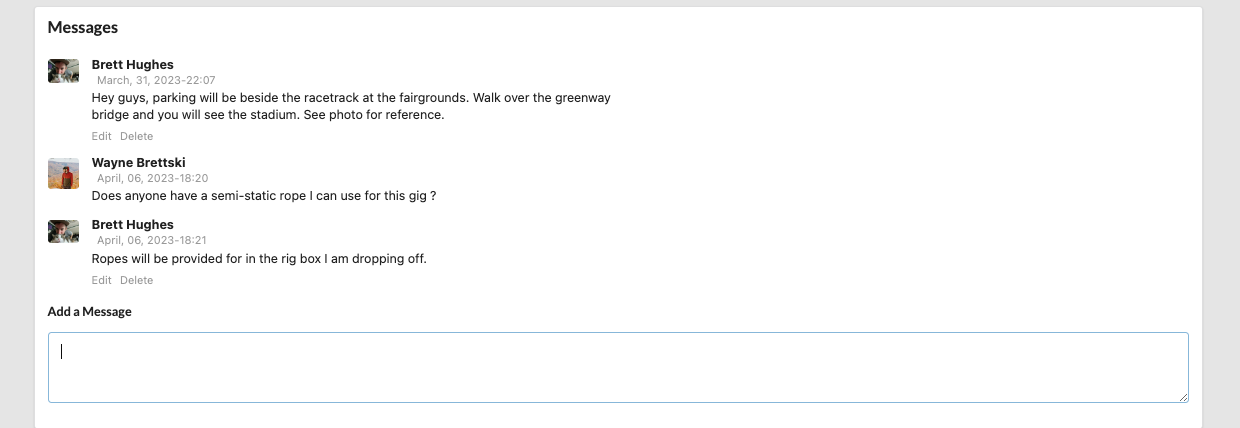 Messages
Brett Hughes
March, 31, 2023-22:07
Hey guys, parking will be beside the racetrack at the fairgrounds. Walk over the greenway
bridge and you will see the stadium. See photo for reference.
Edit Delete
Wayne Brettski
April, 06, 2023-18:20
Does anyone have a semi-static rope I can use for this gig ?
Brett Hughes
April, 06, 2023-18:21
Ropes will be provided for in the rig box I am dropping off.
Edit Delete
Add a Message